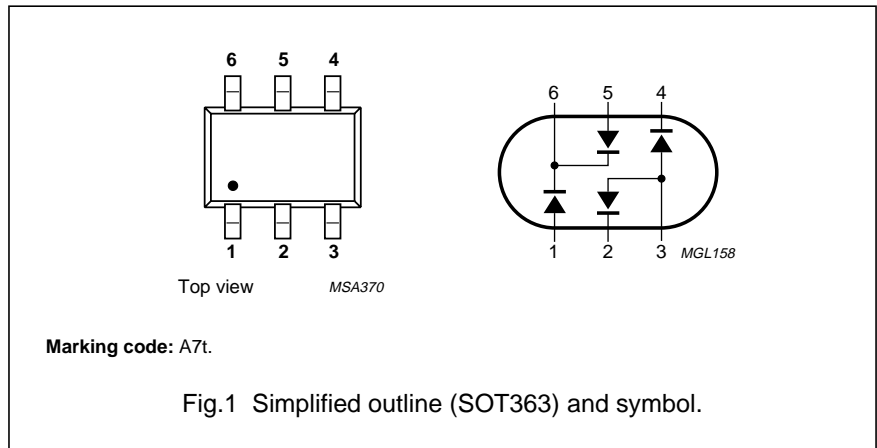 6 5 4
1 2 3
Top view MSA370
6 5 4
1 2 3 MGL158
Marking code: A7t.
Fig.1 Simplified outline (SOT363) and symbol.